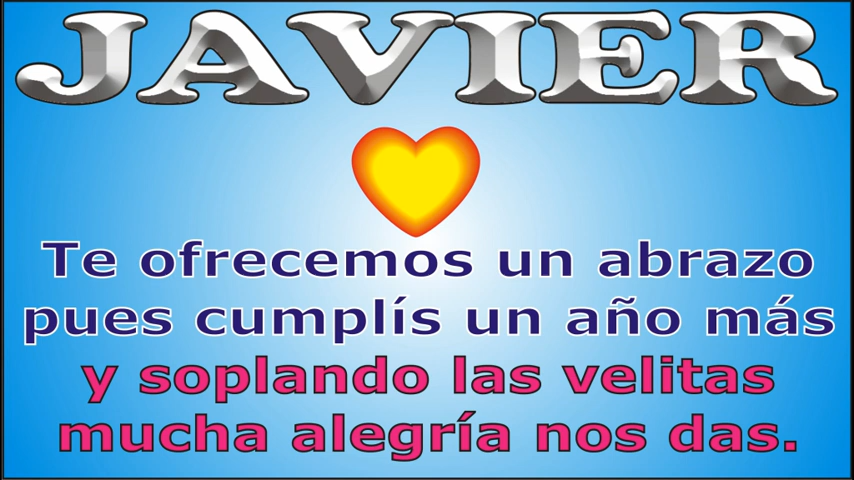 JAVIER
Te ofrecemos un abrazo
pues cumplís un año más
y soplando las velitas
mucha alegría nos das.